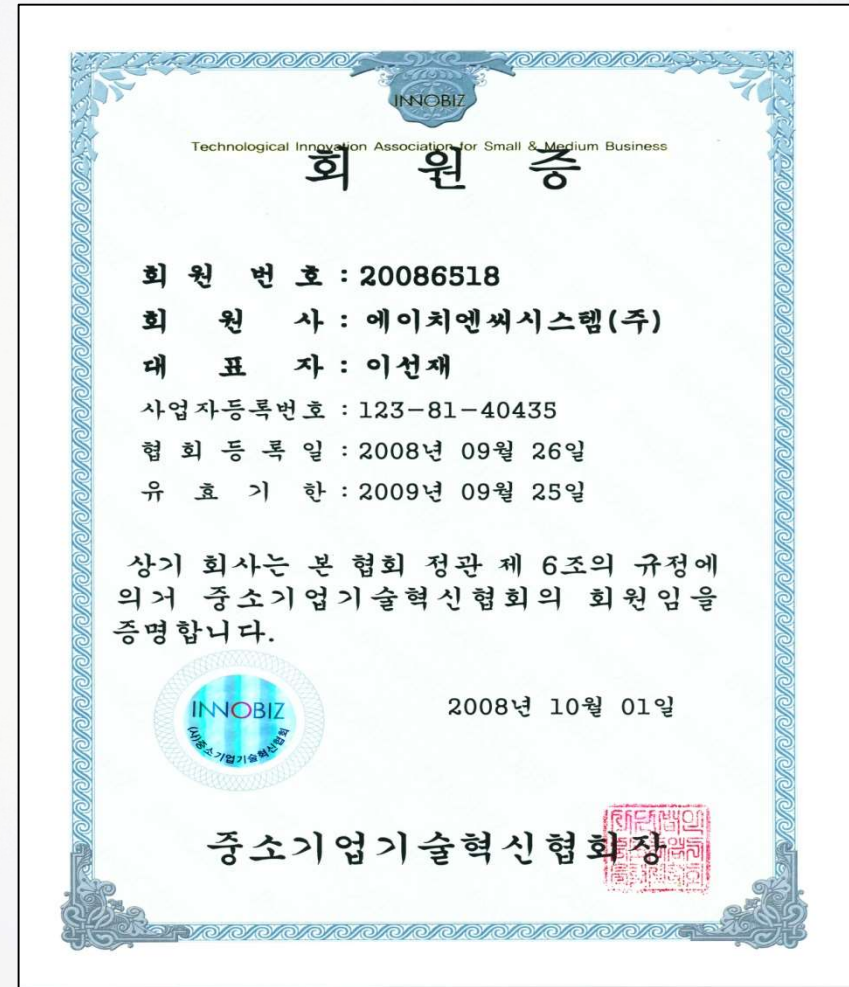 INNOBIZ
Technological Innovation Association for Small & Medium Business
회 원 증
회 원 번 호 : 20086518
회 원 사 : 에이치엔씨시스템(주)
대 표 자 : 이선재
사업자등록번호 : 123-81-40435
협 회 등 록 일 : 2008년 09월 26일
유 효 기 한 : 2009년 09월 25일
상기 회사는 본 협회 정관 제 6조의 규정에
의거 중소기업기술혁신협회의 회원임을
증명합니다.
INNOBIZ
(사)중소기업기술혁신협회
2008년 10월 01일
중소기업기술혁신협회장